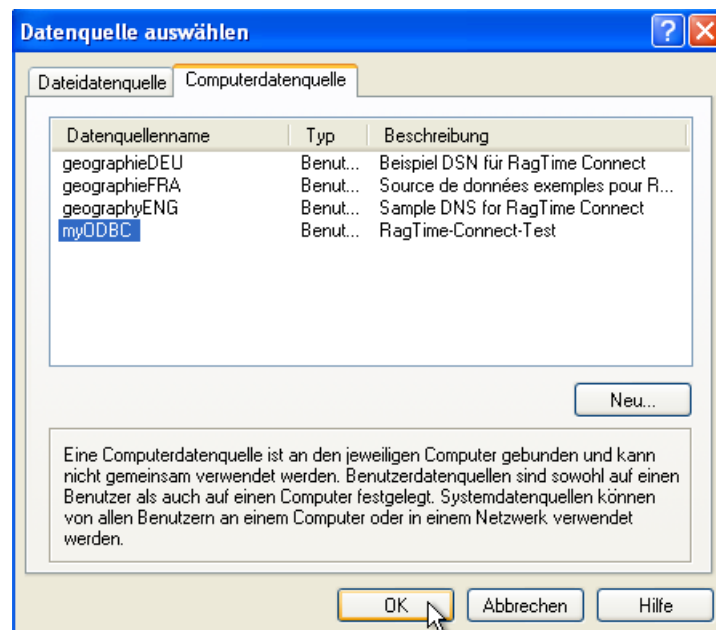 Datenquelle auswählen
Dateidatenquelle Computerdatenquelle
Datenquellenname Typ Beschreibung
geographieDEU Benut... Beispiel DSN für RagTime Connect
geographieFRA Benut... Source de données exemples pour R...
geographyENG Benut... Sample DNS for RagTime Connect
myODBC Benut... RagTime-Connect-Test
Neu...
Eine Computerdatenquelle ist an den jeweiligen Computer gebunden und kann
nicht gemeinsam verwendet werden. Benutzerdatenquellen sind sowohl auf einen
Benutzer als auch auf einen Computer festgelegt. Systemdatenquellen können
von allen Benutzern an einem Computer oder in einem Netzwerk verwendet
werden.
OK Abbrechen Hilfe